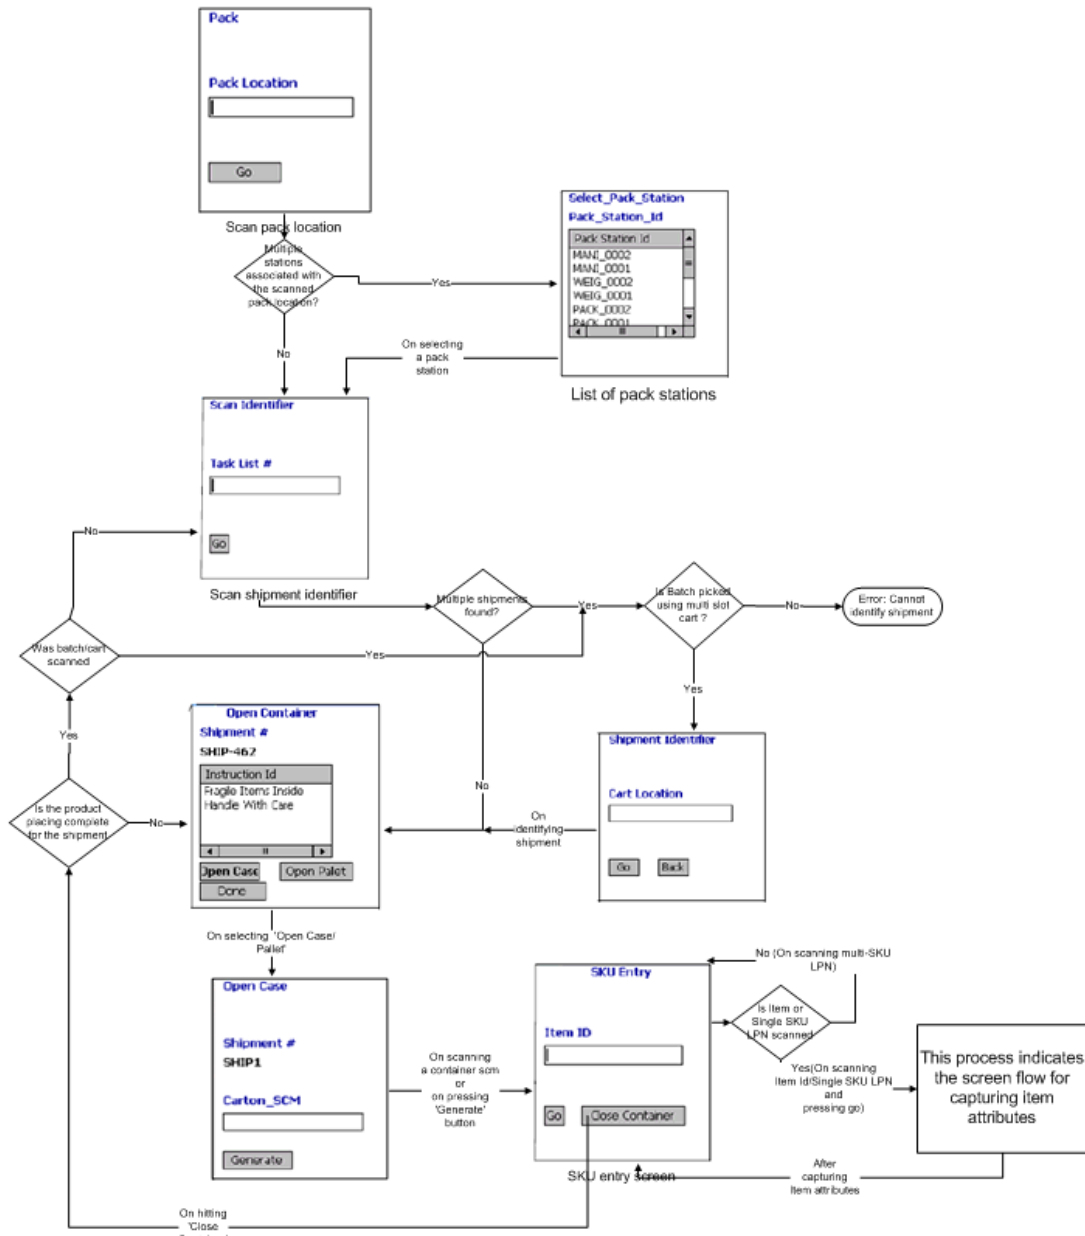 Pack
Pack Location
Go
Scan pack location
Multiple
stations
associated with
the scanned
pack location?
Yes
No
Select_Pack_Station
Pack_Station_Id
Pack Station Id
MANI_0002
MANI_0001
WEIG_0002
WEIG_0001
PACK_0002
PACK_0001
List of pack stations
On selecting
a pack
station
Scan Identifier
Task List #
Go
Scan shipment identifier
No
Multiple shipments
found?
Yes
Is Batch picked
using multi slot
cart ?
No
Error: Cannot
identify shipment
Was batch/cart
scanned
Yes
Yes
Yes
No
Open Container
Shipment #
SHIP-462
Instruction Id
Fragile Items Inside
Handle With Care
Open Case
Open Pallet
Done
Shipment Identifier
Cart Location
Go
Back
On
identifying
shipment
Is the product
placing complete
for the shipment
No
On selecting 'Open Case/
Pallet'
Open Case
Shipment #
SHIP1
Carton_SCM
Generate
On scanning
a container scm
or
on pressing
'Generate'
button
SKU Entry
Item ID
Go
Close Container
SKU entry screen
No (On scanning multi-SKU
LPN)
Is Item or
Single SKU
LPN scanned
Yes(On scanning
Item Id/Single SKU LPN
and
pressing go)
This process indicates
the screen flow for
capturing item
attributes
After
capturing
Item attributes
On hitting
'Close